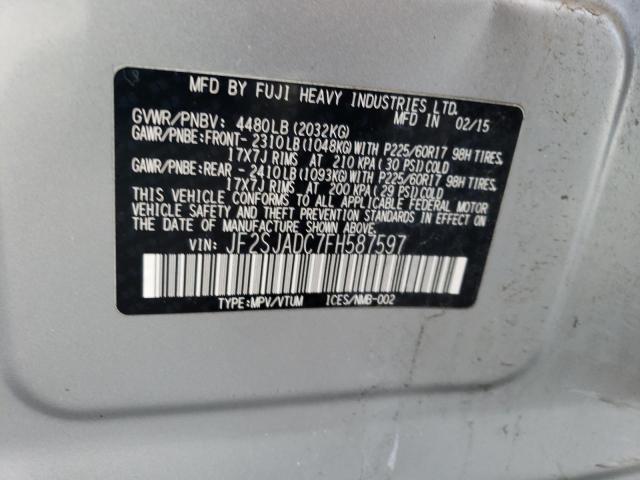 MFD BY FUJI HEAVY INDUSTRIES LTD.
MFD IN 02/15
GVWR/PNBV: 4480LB(2032KG)
GAWR/PNBE:FRONT- 2310LB(1048KG)WITH P225/60R17 98H TIRES,
17X7J RIMS AT 210 KPA(30 PSI)COLD
GAWR/PNBE:REAR - 2410LB(1093KG)WITH P225/60R17 98H TIRES,
17X7J RIMS AT 200 KPA(29 PSI)COLD
THIS VEHICLE CONFORMS TO ALL APPLICABLE FEDERAL MOTOR
VEHICLE SAFETY AND THEFT PREVENTION STANDARDS IN EFFECT ON
THE DATE OF MANUFACTURE SHOWN ABOVE.
VIN: JF2SJADC7FH587597
TYPE:MPV/VTUM ICES/NMB-002